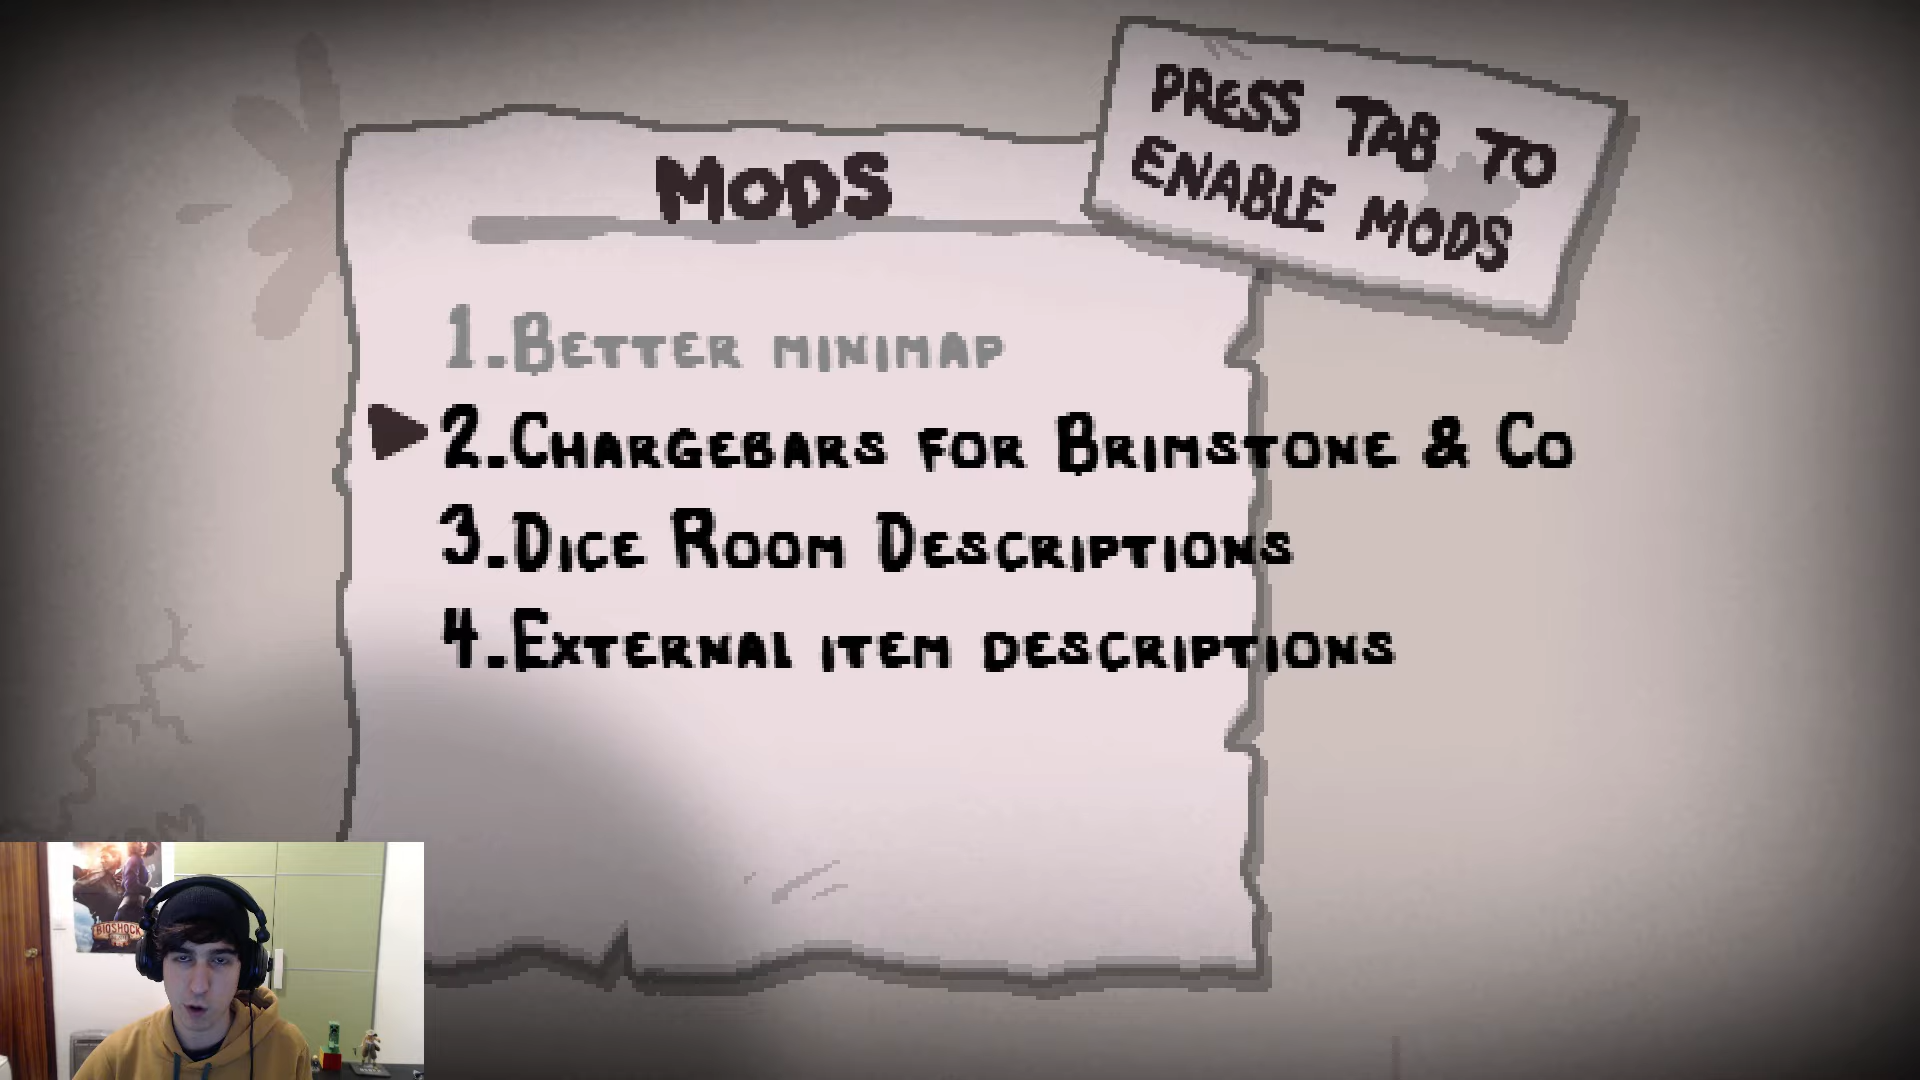 PRESS TAB TO
ENABLE MODS
MODS
1.BETTER MINIMAP
2.CHARGEBARS FOR BRIMSTONE & CO
3.DICE ROOM DESCRIPTIONS
4.EXTERNAL ITEM DESCRIPTIONS
BIOSHOCK